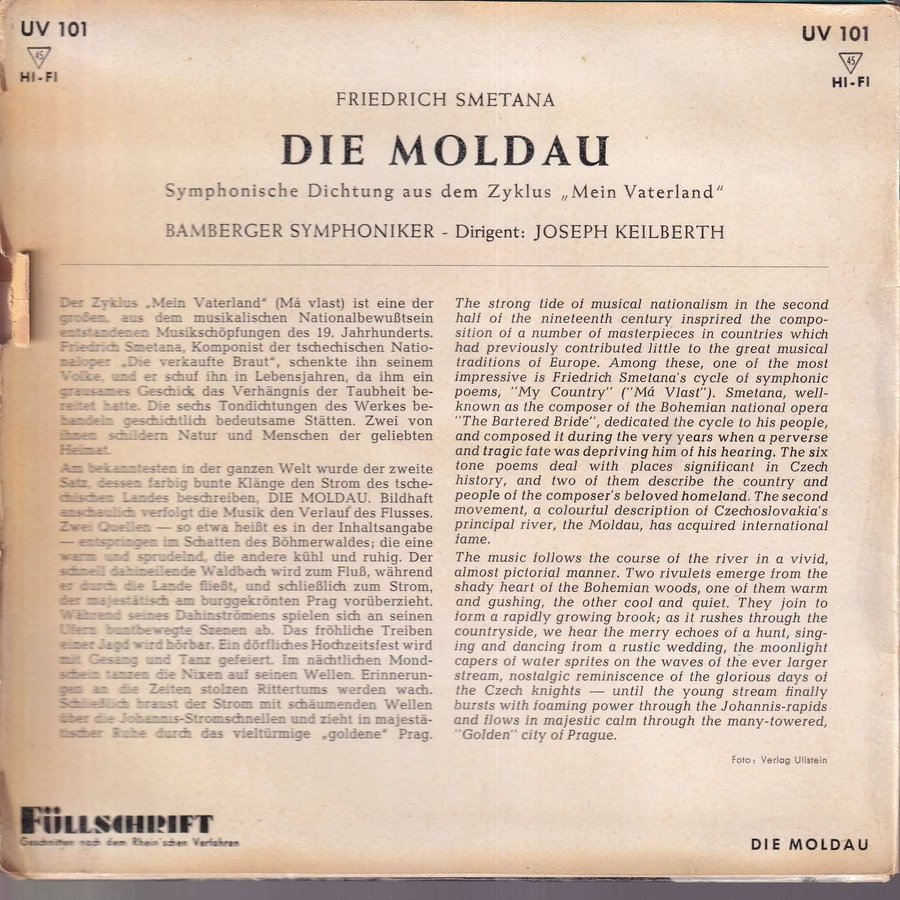 UV 101
UV 101
45
45
HI-FI
HI-FI
FRIEDRICH SMETANA
DIE MOLDAU
Symphonische Dichtung aus dem Zyklus „Mein Vaterland“
BAMBERGER SYMPHONIKER - Dirigent: JOSEPH KEILBERTH
Der Zyklus „Mein Vaterland“ (Má vlast) ist eine der
großen, aus dem musikalischen Nationalbewußtsein
entstandenen Musikschöpfungen des 19. Jahrhunderts.
Friedrich Smetana, Komponist der tschechischen Natio-
naloper „Die verkaufte Braut“, schenkte ihn seinem
Volke, und er schuf ihn in Lebensjahren, da ihm ein
grausames Geschick das Verhängnis der Taubheit be-
reitet hatte. Die sechs Tondichtungen des Werkes be-
handeln geschichtlich bedeutsame Stätten. Zwei von
ihnen schildern Natur und Menschen der geliebten
Heimat.
Am bekanntesten in der ganzen Welt wurde der zweite
Satz, dessen farbig bunte Klänge den Strom des tsche-
chischen Landes beschreiben, DIE MOLDAU. Bildhaft
anschaulich verfolgt die Musik den Verlauf des Flusses.
Zwei Quellen — so etwa heißt es in der Inhaltsangabe
— entspringen im Schatten des Böhmerwaldes; die eine
warm und sprudelnd, die andere kühl und ruhig. Der
schnell dahineilende Waldbach wird zum Fluß, während
er durch die Lande fließt, und schließlich zum Strom,
der majestätisch am burggekrönten Prag vorüberzieht.
Während seines Dahinströmens spielen sich an seinen
Ufern buntbewegte Szenen ab. Das fröhliche Treiben
einer Jagd wird hörbar. Ein dörfliches Hochzeitsfest wird
mit Gesang und Tanz gefeiert. Im nächtlichen Mond-
schein tanzen die Nixen auf seinen Wellen. Erinnerun-
gen an die Zeiten stolzen Rittertums werden wach.
Schließlich braust der Strom mit schäumenden Wellen
über die Johannis-Stromschnellen und zieht in majestä-
tischer Ruhe durch das vieltürmige „goldene“ Prag.
The strong tide of musical nationalism in the second
half of the nineteenth century insprired the compo-
sition of a number of masterpieces in countries which
had previously contributed little to the great musical
traditions of Europe. Among these, one of the most
impressive is Friedrich Smetana's cycle of symphonic
poems, "My Country" ("Má Vlast"). Smetana, well-
known as the composer of the Bohemian national opera
"The Bartered Bride", dedicated the cycle to his people,
and composed it during the very years when a perverse
and tragic fate was depriving him of his hearing. The six
tone poems deal with places significant in Czech
history, and two of them describe the country and
people of the composer's beloved homeland. The second
movement, a colourful description of Czechoslovakia's
principal river, the Moldau, has acquired international
fame.
The music follows the course of the river in a vivid,
almost pictorial manner. Two rivulets emerge from the
shady heart of the Bohemian woods, one of them warm
and gushing, the other cool and quiet. They join to
form a rapidly growing brook; as it rushes through the
countryside, we hear the merry echoes of a hunt, sing-
ing and dancing from a rustic wedding, the moonlight
capers of water sprites on the waves of the ever larger
stream, nostalgic reminiscence of the glorious days of
the Czech knights — until the young stream finally
bursts with foaming power through the Johannis-rapids
and flows in majestic calm through the many-towered,
"Golden" city of Prague.
Foto: Verlag Ullstein
FÜLLSCHRIFT
Geschnitten nach dem Rhein'schen Verfahren
DIE MOLDAU